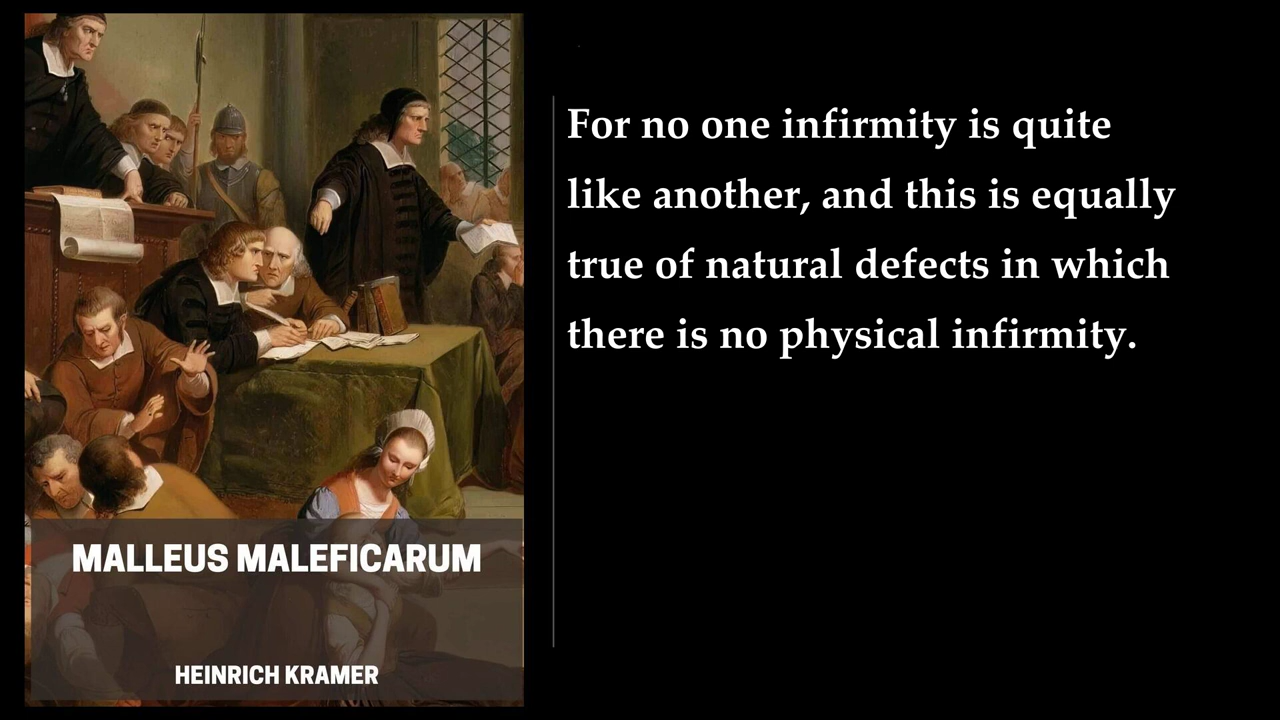 MALLEUS MALEFICARUM
HEINRICH KRAMER
For no one infirmity is quite
like another, and this is equally
true of natural defects in which
there is no physical infirmity.